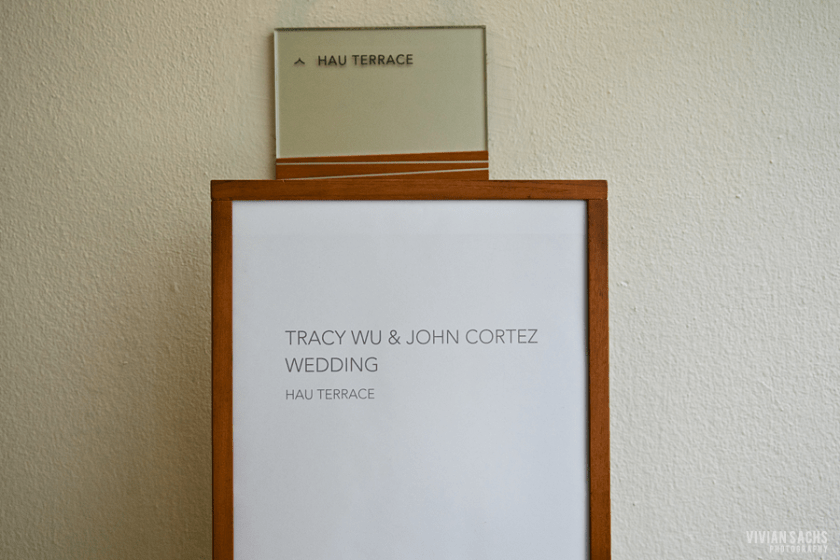 HAU TERRACE
TRACY WU & JOHN CORTEZ
WEDDING
HAU TERRACE
VIVIAN SACHS
PHOTOGRAPHY